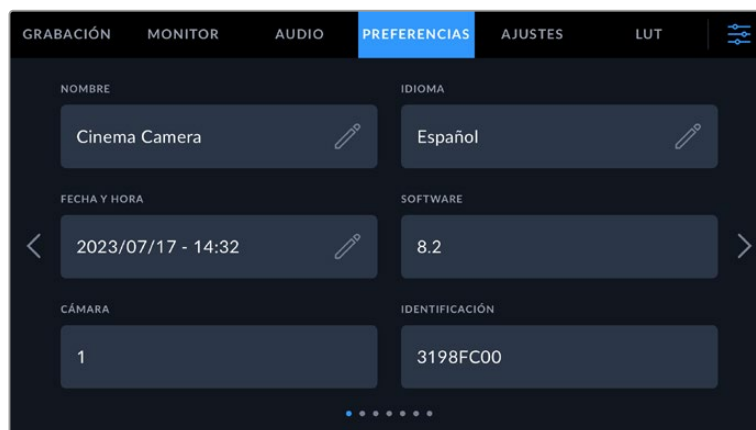 GRABACIÓN MONITOR AUDIO PREFERENCIAS AJUSTES LUT
NOMBRE IDIOMA
Cinema Camera Español
FECHA Y HORA SOFTWARE
2023/07/17 - 14:32 8.2
CÁMARA IDENTIFICACIÓN
1 3198FC00